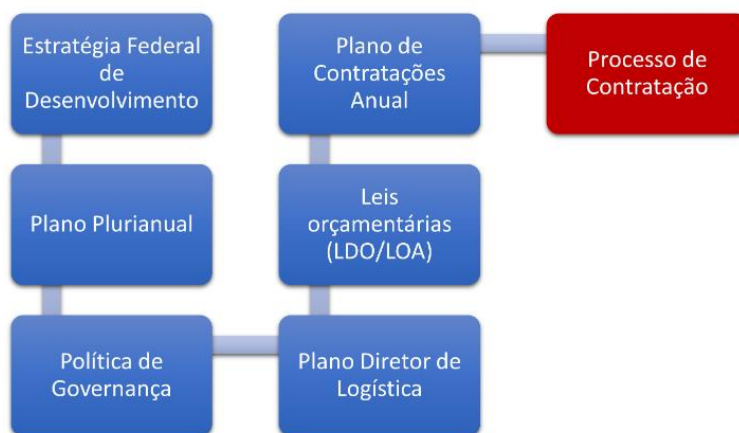 Estratégia Federal
de
Desenvolvimento
Plano Plurianual
Política de
Governança
Plano Diretor de
Logística
Leis
orçamentárias
(LDO/LOA)
Plano de
Contratações
Anual
Processo de
Contratação